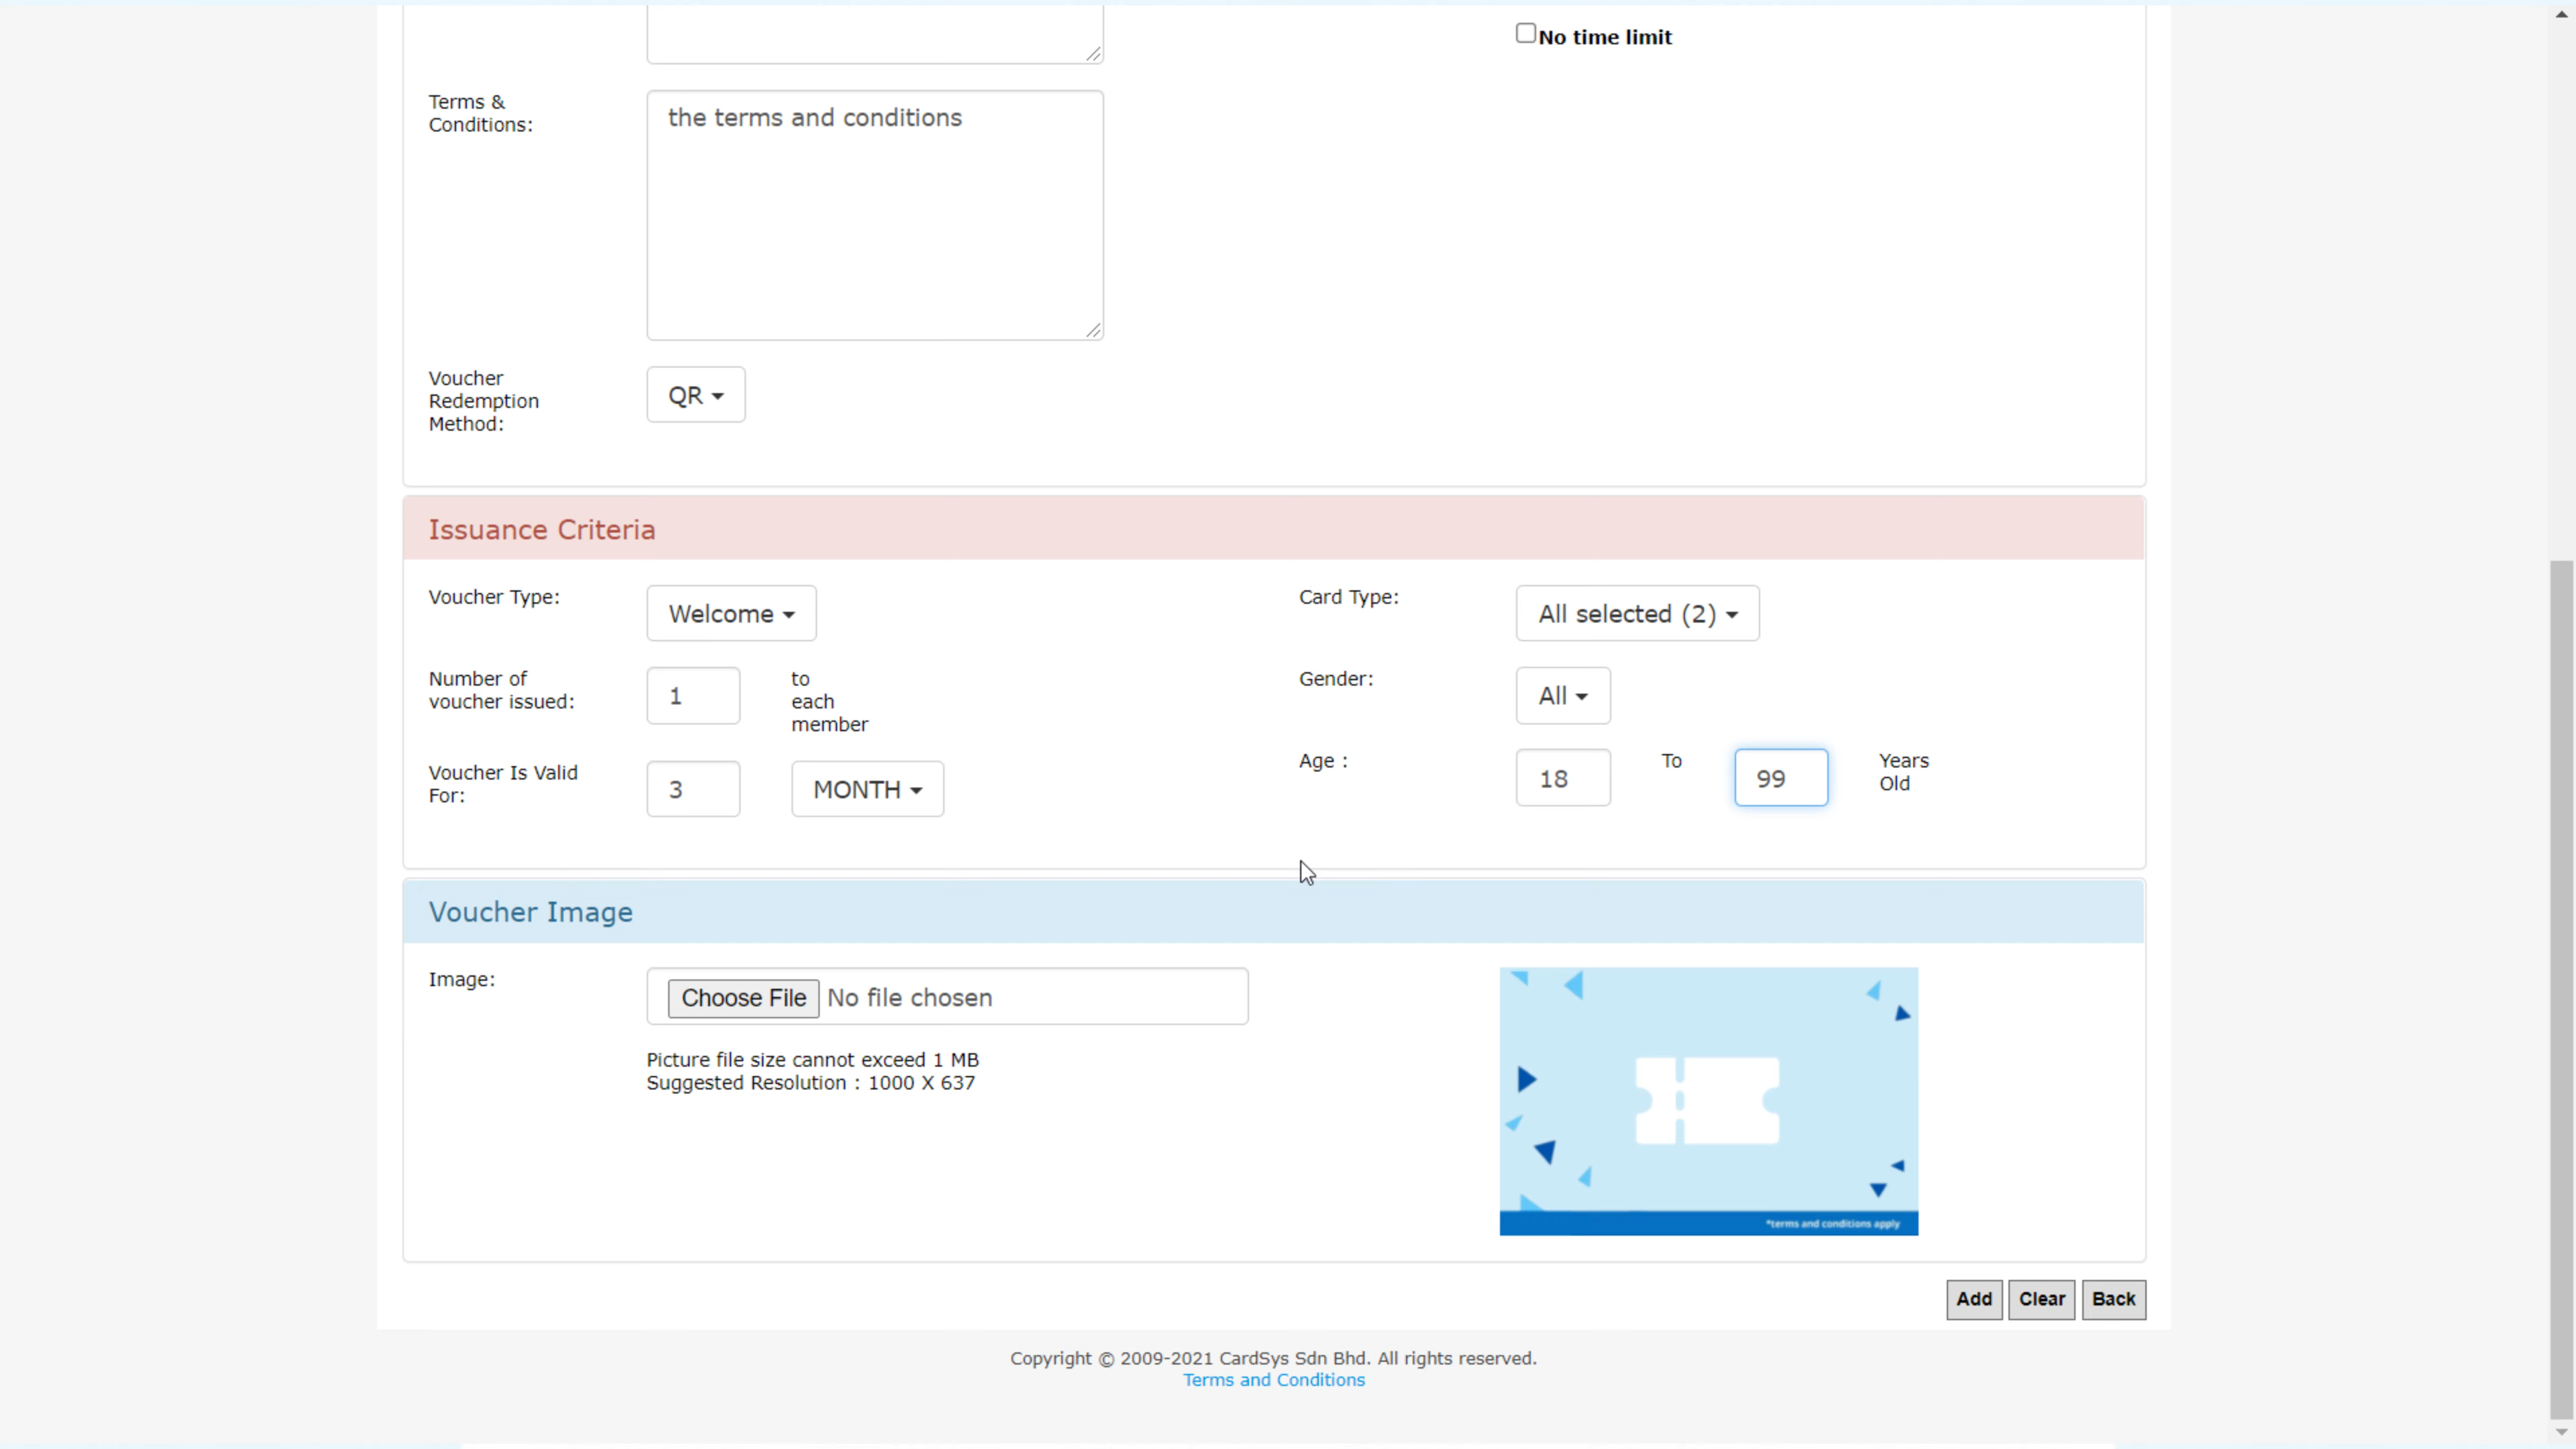 No time limit
Terms &
Conditions:
the terms and conditions
Voucher
Redemption
Method:
QR
Issuance Criteria
Voucher Type:
Welcome
Card Type:
All selected (2)
Number of
voucher issued:
1
to
each
member
Gender:
All
Voucher Is Valid
For:
3
MONTH
Age :
18
To
99
Years
Old
Voucher Image
Image:
Choose File No file chosen
Picture file size cannot exceed 1 MB
Suggested Resolution : 1000 X 637
*terms and conditions apply
Add
Clear
Back
Copyright © 2009-2021 CardSys Sdn Bhd. All rights reserved.
Terms and Conditions